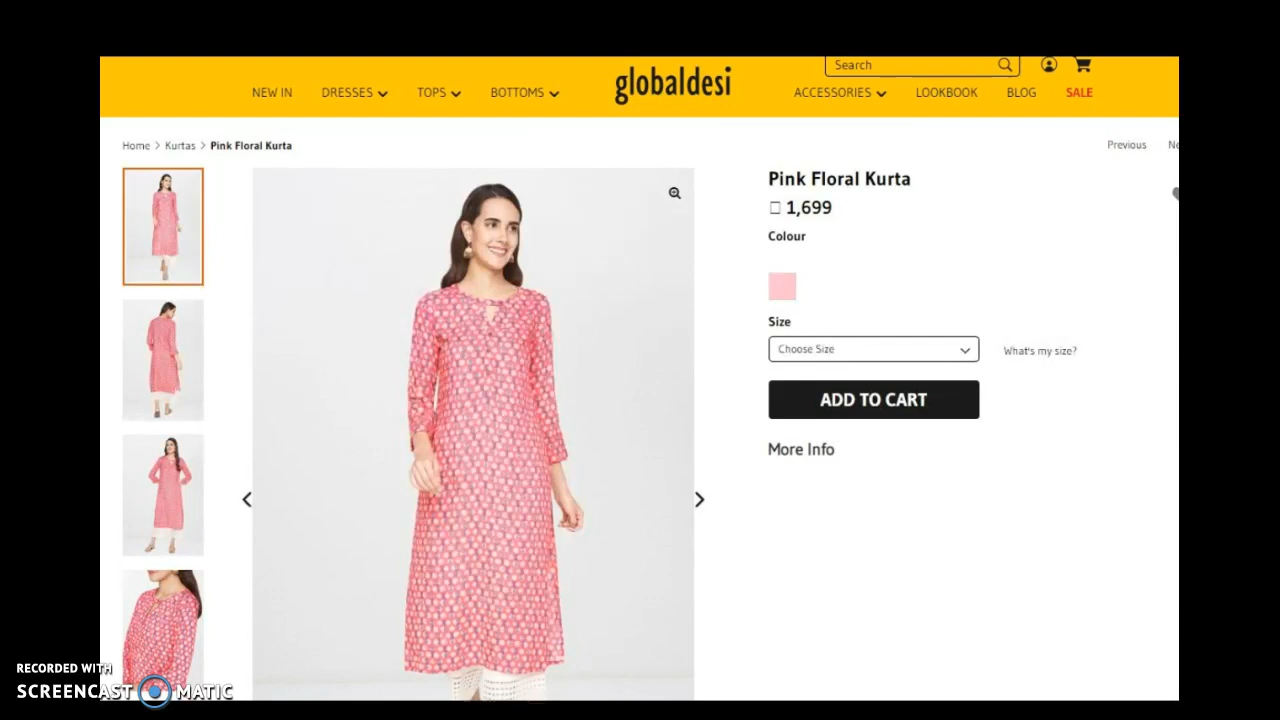 Search
NEW IN DRESSES TOPS BOTTOMS globaldesi ACCESSORIES LOOKBOOK BLOG SALE
Home > Kurtas > Pink Floral Kurta
Previous
Pink Floral Kurta
1,699
Colour
Size
Choose Size
What's my size?
ADD TO CART
More Info
RECORDED WITH
SCREENCAST MATIC